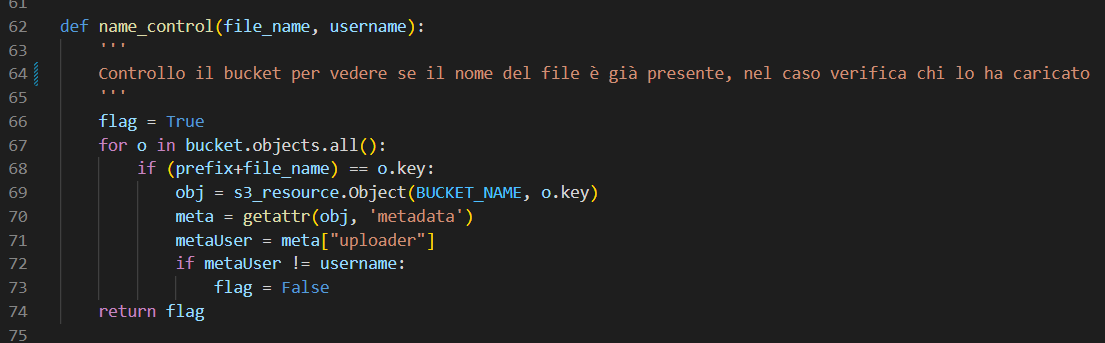 61
62 def name_control(file_name, username):
63     '''
64     Controllo il bucket per vedere se il nome del file è già presente, nel caso verifica chi lo ha caricato
65     '''
66     flag = True
67     for o in bucket.objects.all():
68         if (prefix+file_name) == o.key:
69             obj = s3_resource.Object(BUCKET_NAME, o.key)
70             meta = getattr(obj, 'metadata')
71             metaUser = meta["uploader"]
72             if metaUser != username:
73                 flag = False
74     return flag
75